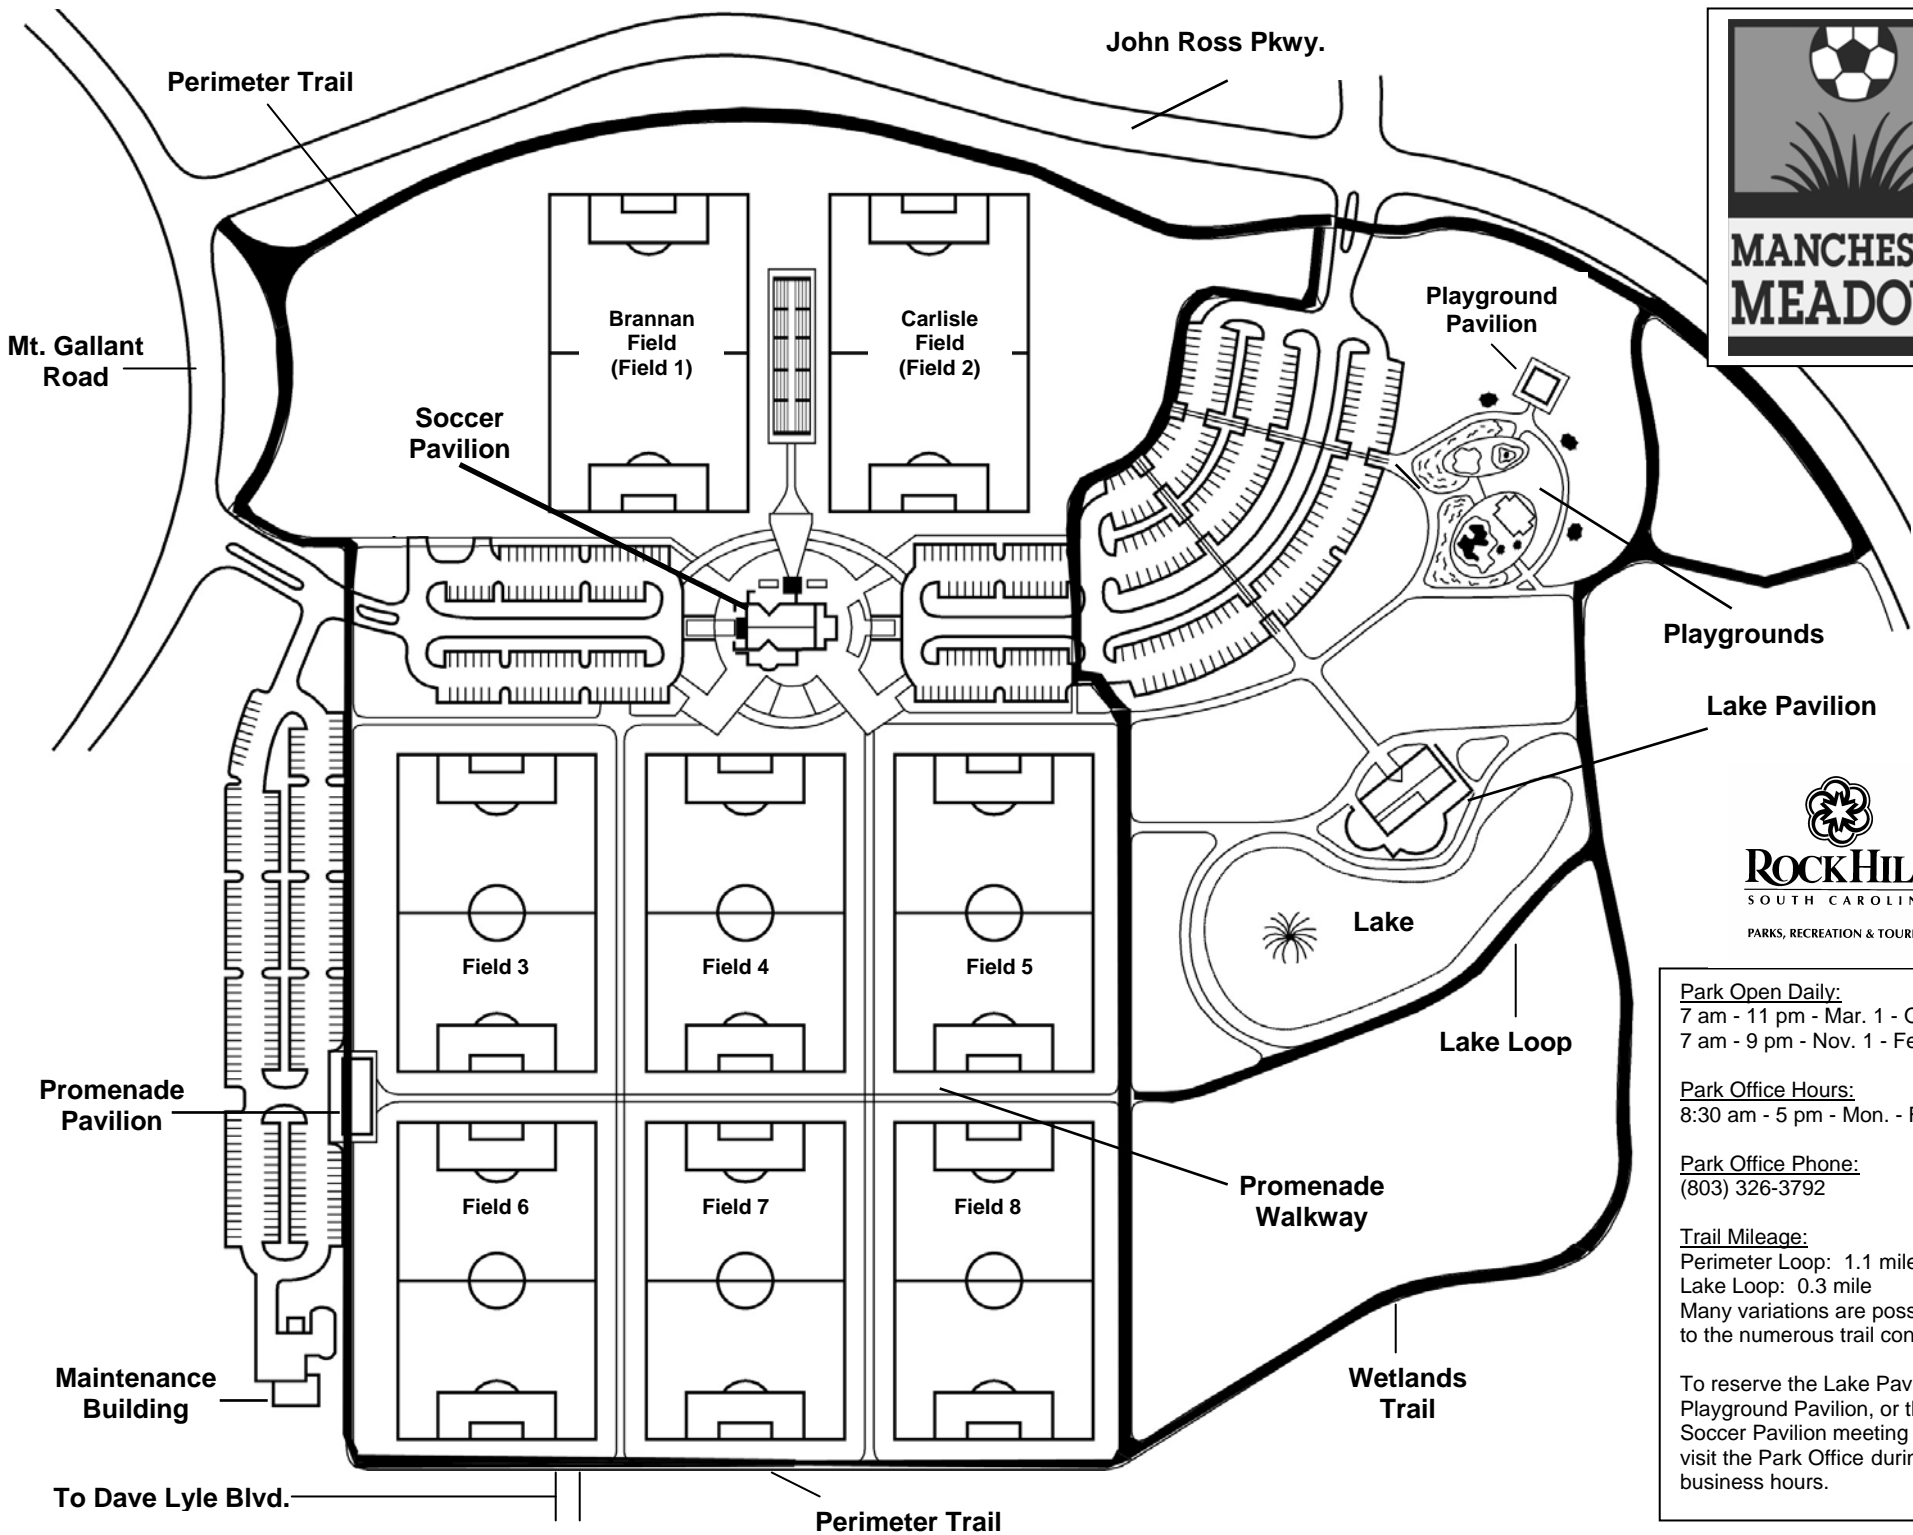 John Ross Pkwy.
Perimeter Trail
MANCHES
MEADO
Playground
Pavilion
Brannan
Field
(Field 1)
Carlisle
Field
(Field 2)
Mt. Gallant
Road
Soccer
Pavilion
Playgrounds
Lake Pavilion
ROCK HIL
SOUTH CAROLIN
PARKS, RECREATION & TOUR
Lake
Field 3
Field 4
Field 5
Lake Loop
Promenade
Pavilion
Promenade
Walkway
Field 6
Field 7
Field 8
Maintenance
Building
Wetlands
Trail
To Dave Lyle Blvd.
Perimeter Trail
Park Open Daily:
7 am - 11 pm - Mar. 1 -
7 am - 9 pm - Nov. 1 - Fe
Park Office Hours:
8:30 am - 5 pm - Mon. - F
Park Office Phone:
(803) 326-3792
Trail Mileage:
Perimeter Loop: 1.1 mile
Lake Loop: 0.3 mile
Many variations are poss
to the numerous trail con
To reserve the Lake Pav
Playground Pavilion, or th
Soccer Pavilion meeting
visit the Park Office durin
business hours.